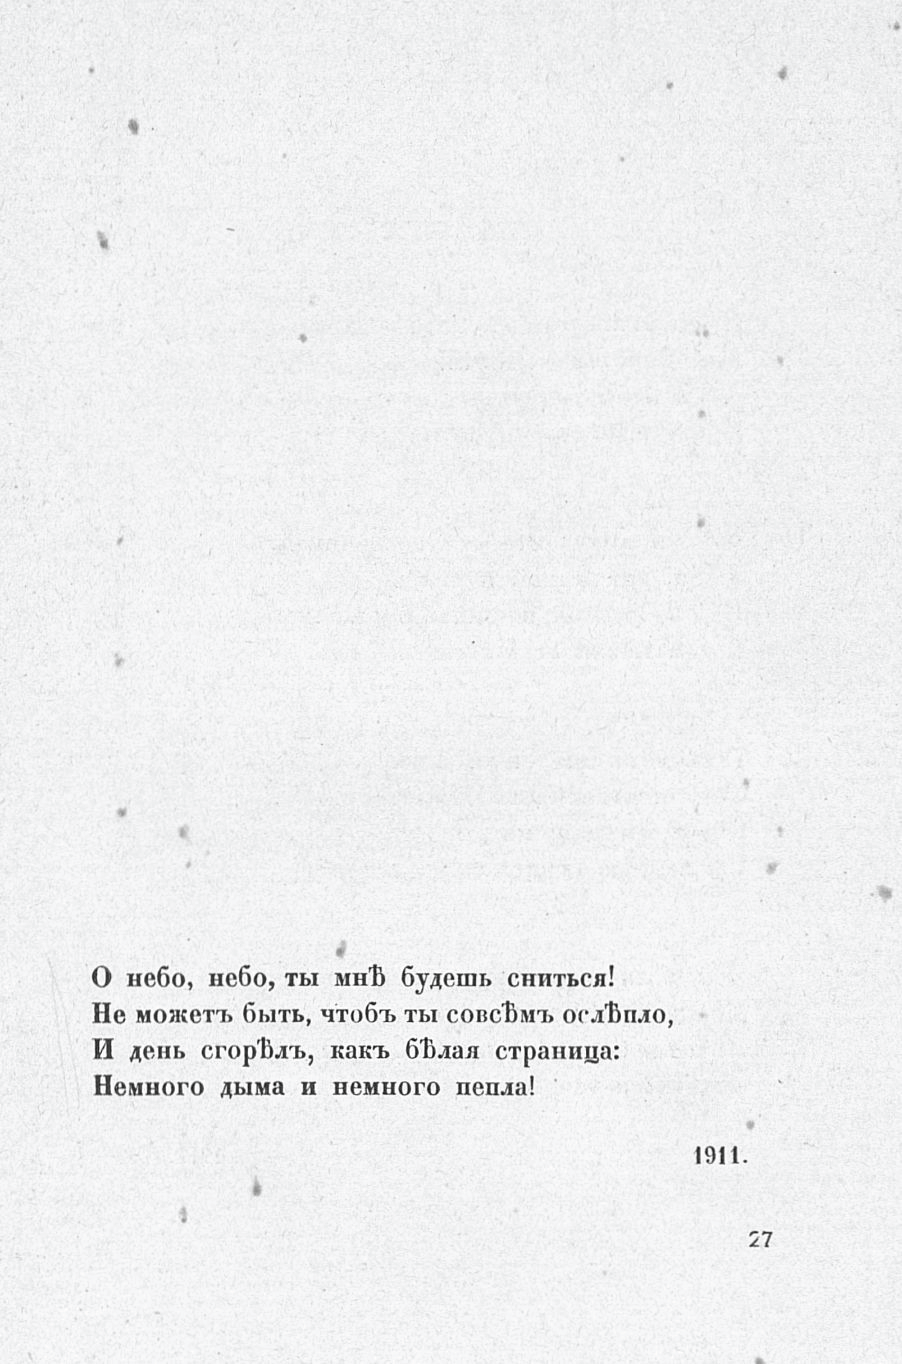 О небо, небо, ты мнѣ будешь сниться!
Не можетъ быть, чтобъ ты совсѣмъ ослѣпло,
И день сгорѣлъ, какъ бѣлая страница:
Немного дыма и немного пепла!
1911.
27